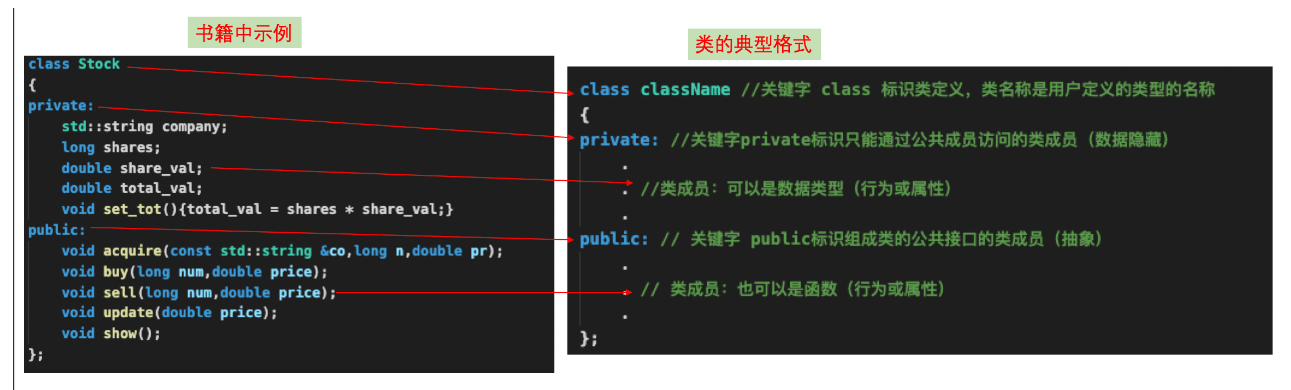 书籍中示例
class Stock
{
private:
    std::string company;
    long shares;
    double share_val;
    double total_val;
    void set_tot(){total_val = shares * share_val;}
public:
    void acquire(const std::string &co,long n,double pr);
    void buy(long num,double price);
    void sell(long num,double price);
    void update(double price);
    void show();
};
类的典型格式
class className //关键字 class 标识类定义，类名称是用户定义的类型的名称
{
private: //关键字private标识只能通过公共成员访问的类成员（数据隐藏）
    .
    . //类成员：可以是数据类型（行为或属性）
    .
public: // 关键字 public标识组成类的公共接口的类成员（抽象）
    .
    . // 类成员：也可以是函数（行为或属性）
    .
};